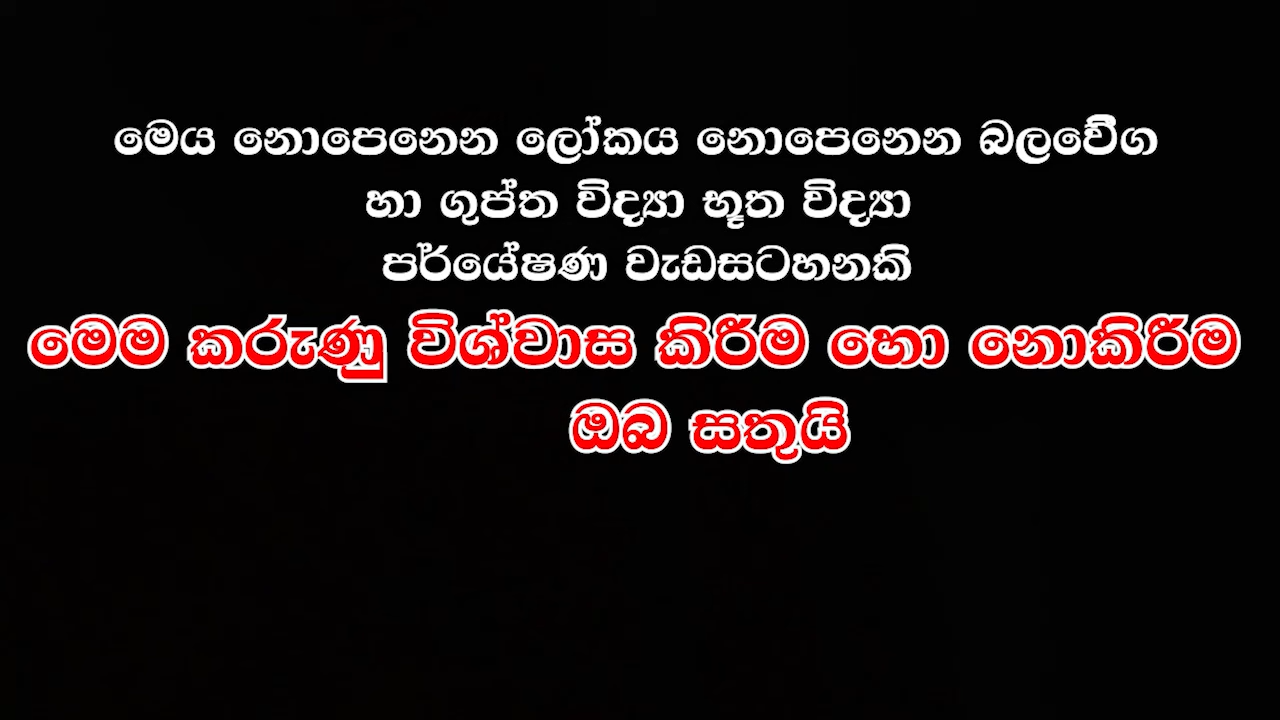 මෙය නොපෙනෙන ලෝකය නොපෙනෙන බලවේග
හා ගුප්ත විද්‍යා භූත විද්‍යා
පර්යේෂණ වැඩසටහනකි
මෙම කරුණු විශ්වාස කිරීම හො නොකිරීම
ඔබ සතුයි